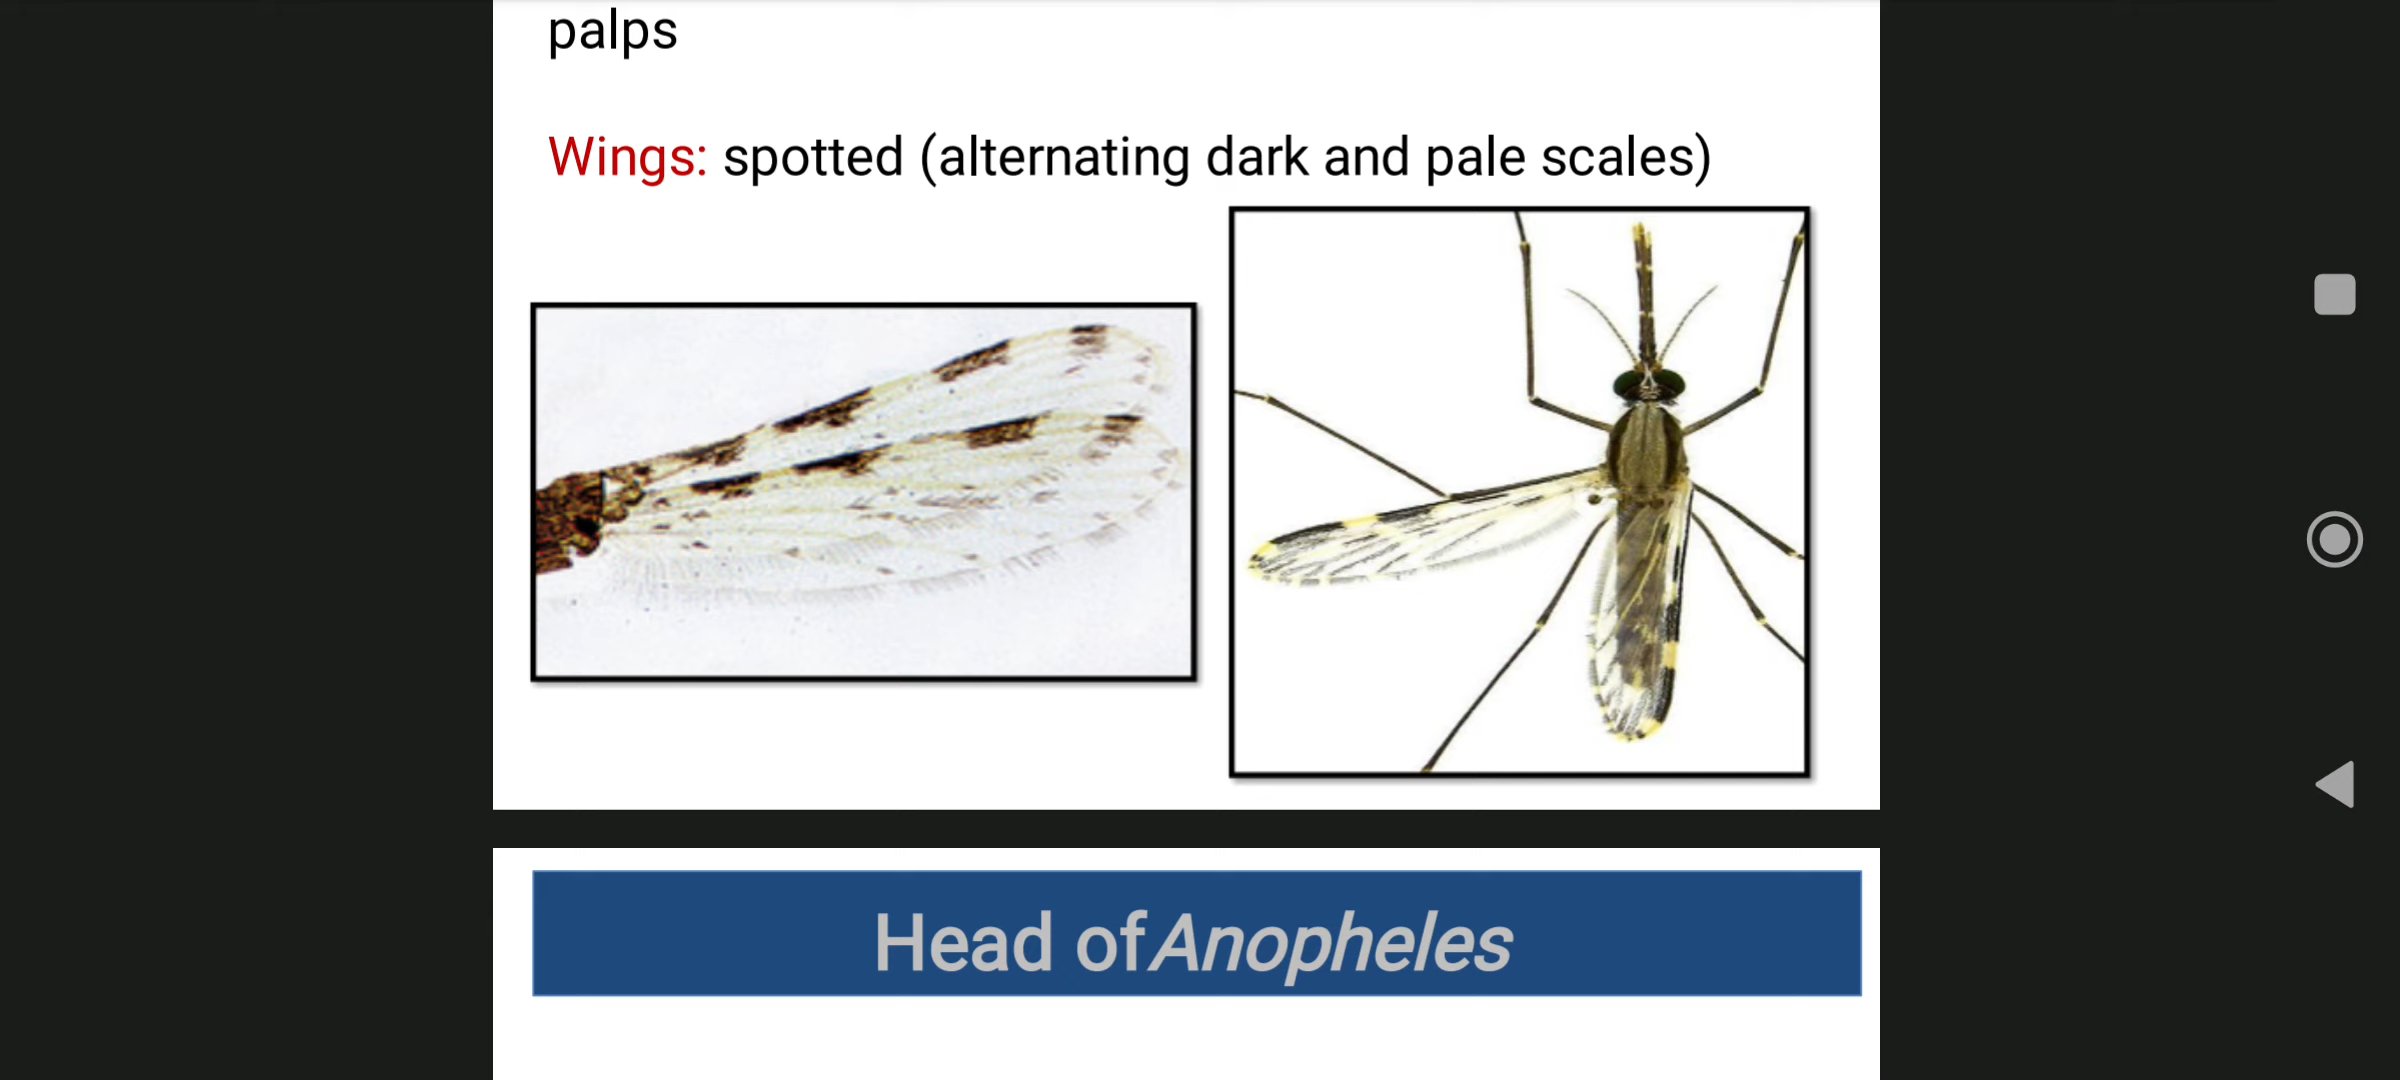 palps
Wings: spotted (alternating dark and pale scales)
Head of Anopheles